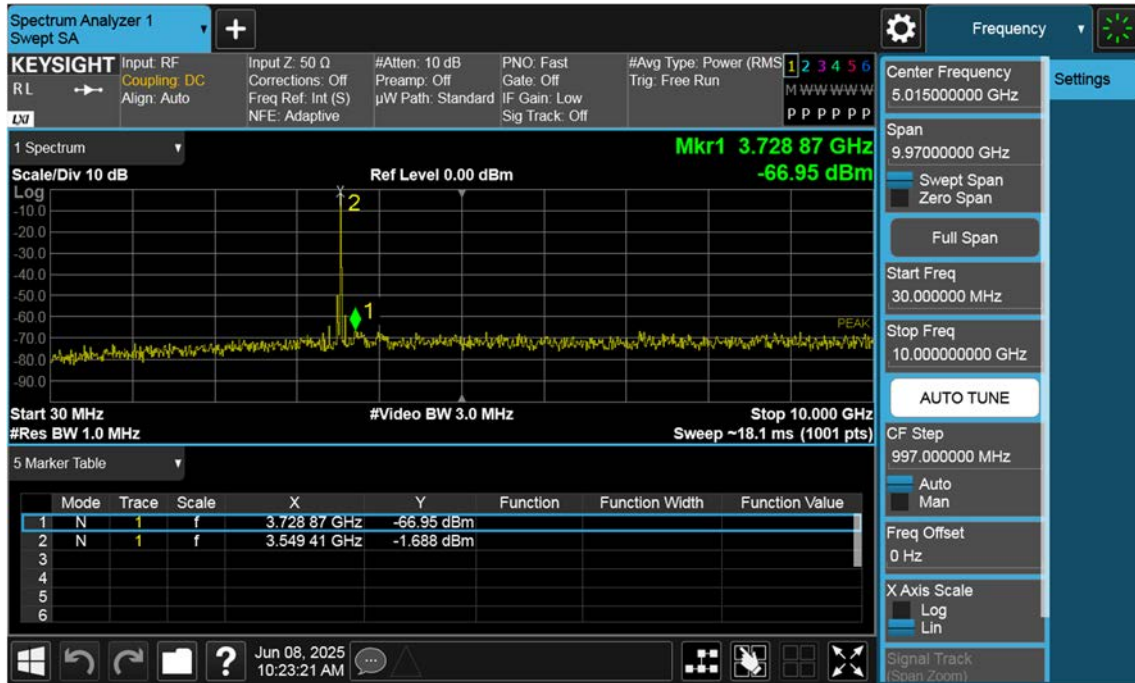 Spectrum Analyzer 1
Swept SA
Frequency
KEYSIGHT
RL
LXI
Input: RF
Coupling: DC
Align: Auto
Input Z: 50 Ω
Corrections: Off
Freq Ref: Int (S)
NFE: Adaptive
#Atten: 10 dB
Preamp: Off
µW Path: Standard
PNO: Fast
Gate: Off
IF Gain: Low
Sig Track: Off
#Avg Type: Power (RMS
Trig: Free Run
1 2 3 4 5 6
M W W W W W
P P P P P P
1 Spectrum
Mkr1 3.728 87 GHz
-66.95 dBm
Scale/Div 10 dB
Ref Level 0.00 dBm
Log
-10.0
-20.0
-30.0
-40.0
-50.0
-60.0
-70.0
-80.0
-90.0
2
1
PEAK
Start 30 MHz
#Video BW 3.0 MHz
Stop 10.000 GHz
#Res BW 1.0 MHz
Sweep ~18.1 ms (1001 pts)
5 Marker Table
Mode Trace Scale X Y Function Function Width Function Value
1 N 1 f 3.728 87 GHz -66.95 dBm
2 N 1 f 3.549 41 GHz -1.688 dBm
3
4
5
6
Jun 08, 2025
10:23:21 AM
Center Frequency
5.015000000 GHz
Settings
Span
9.97000000 GHz
Swept Span
Zero Span
Full Span
Start Freq
30.000000 MHz
Stop Freq
10.000000000 GHz
AUTO TUNE
CF Step
997.000000 MHz
Auto
Man
Freq Offset
0 Hz
X Axis Scale
Log
Lin
Signal Track
(Span Zoom)